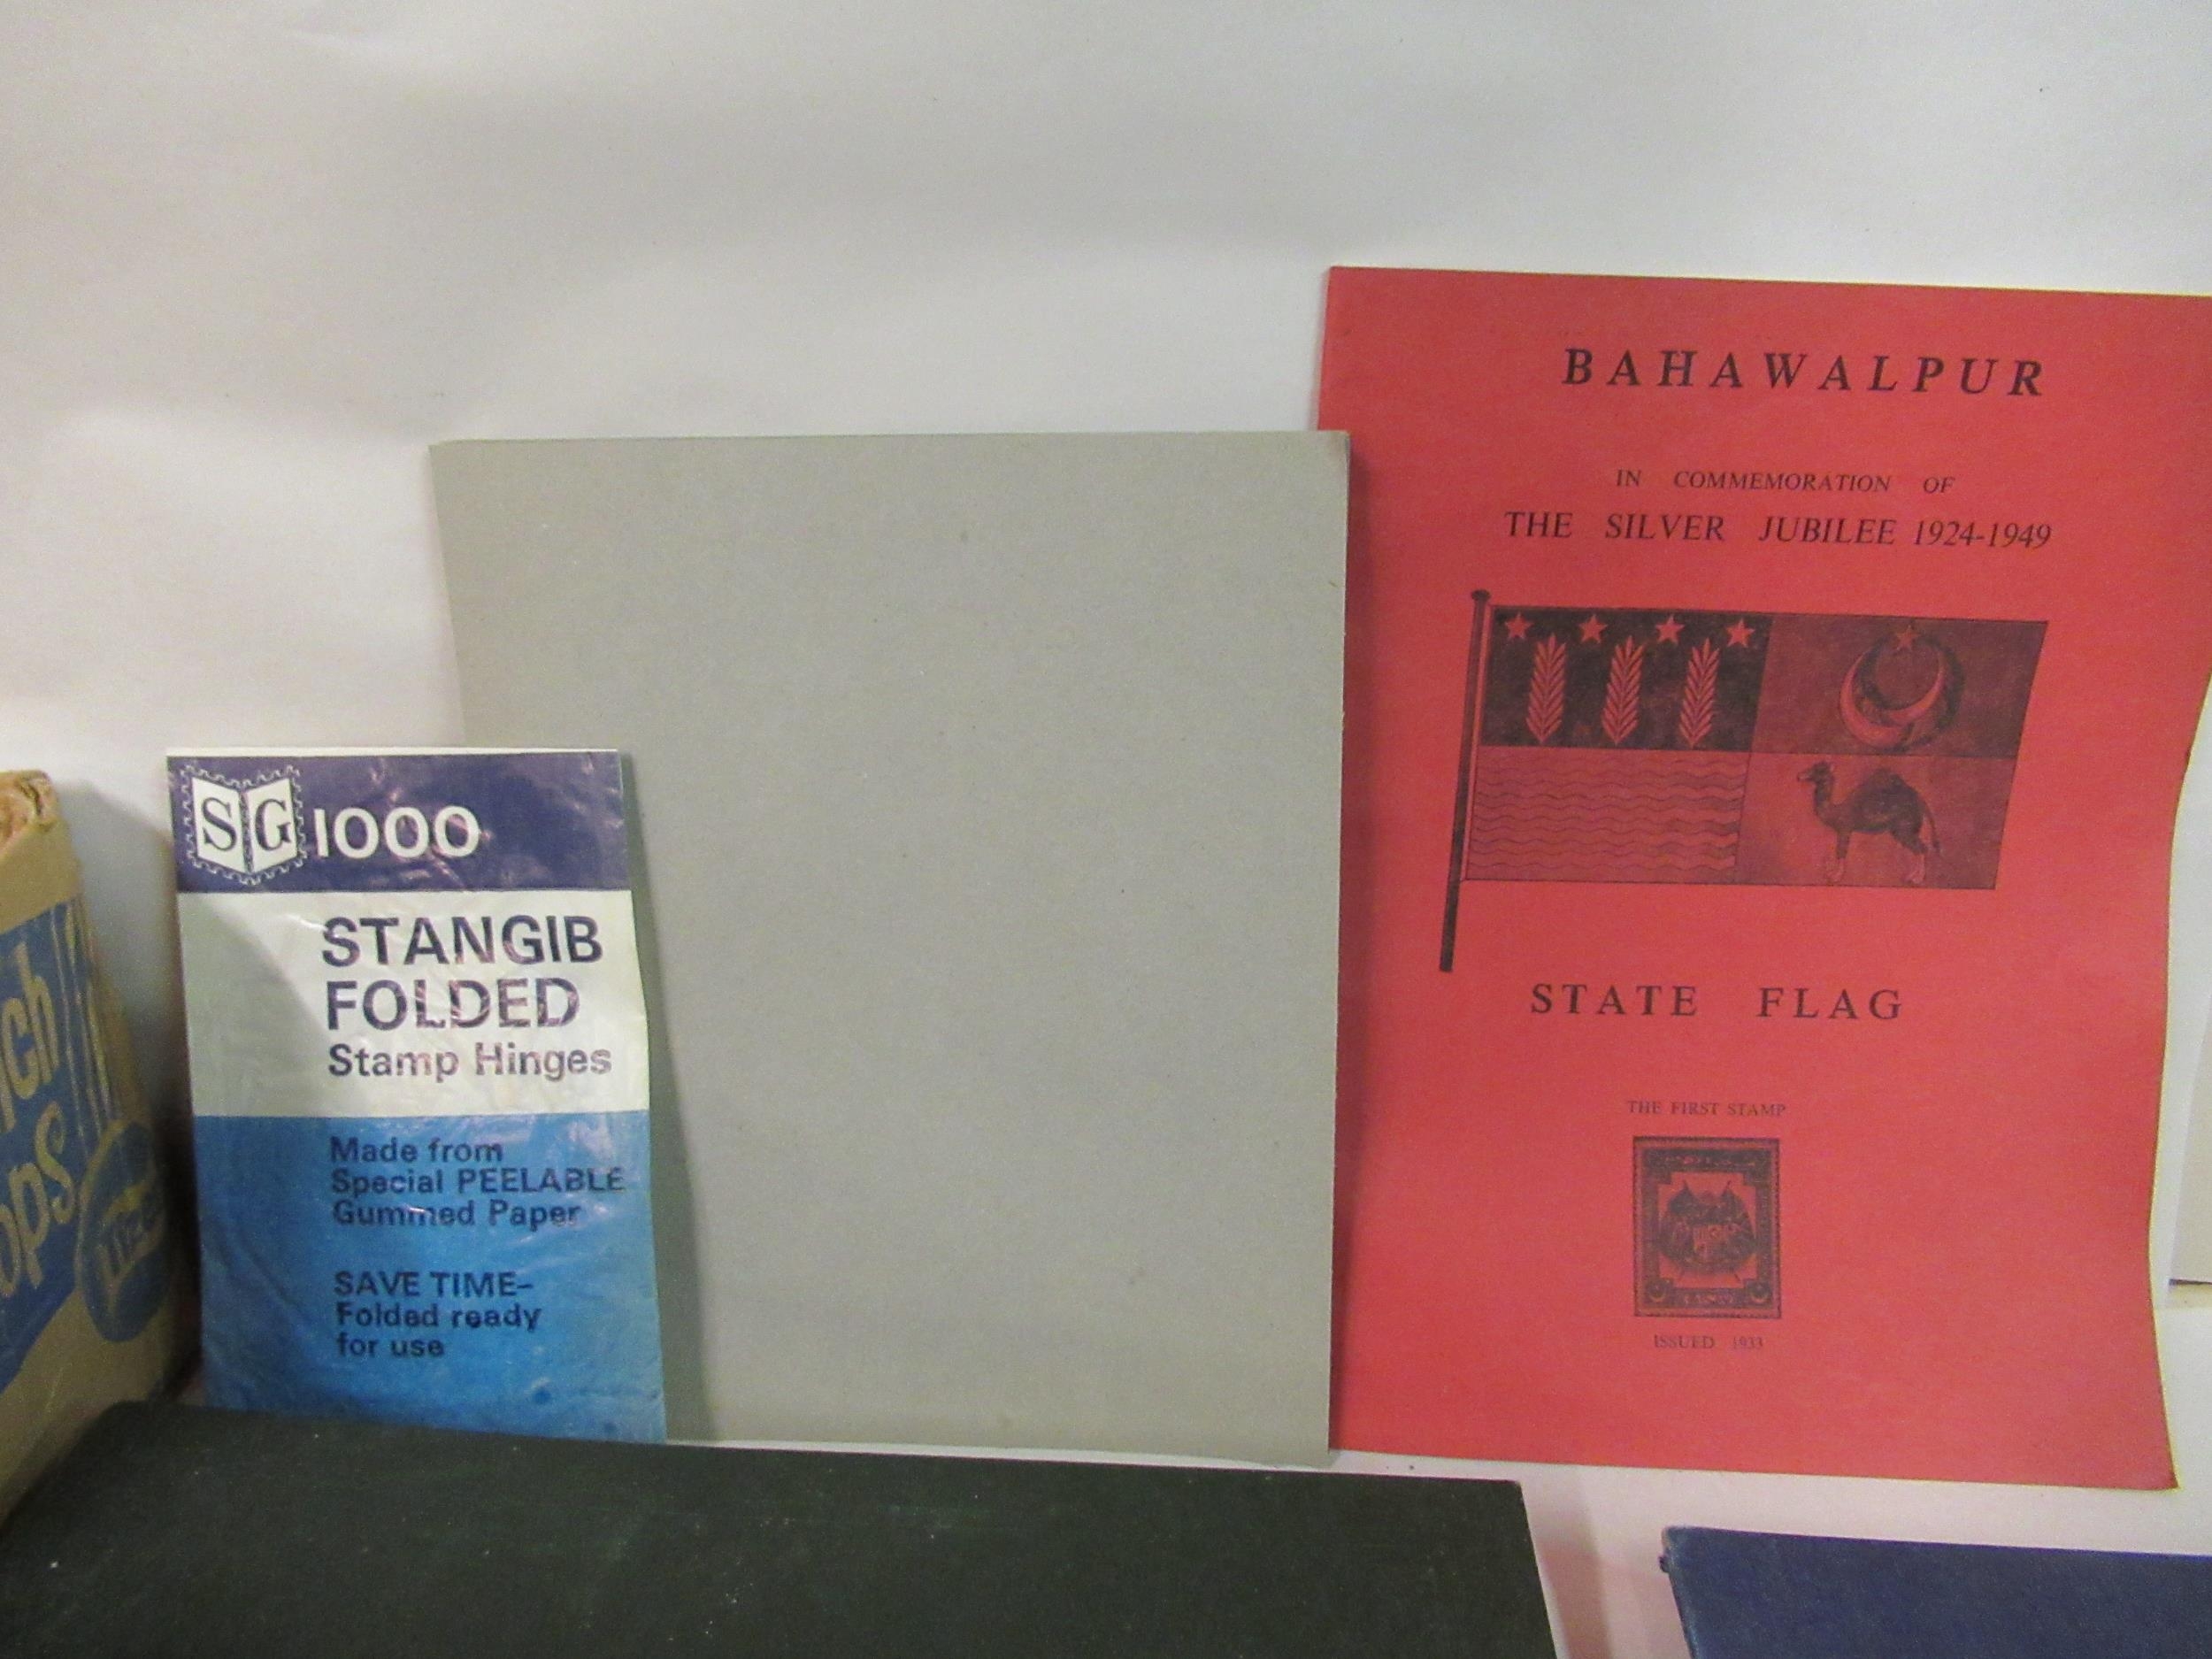 SG 1000
STANGIB
FOLDED
Stamp Hinges
Made from
Special PEELABLE
Gummed Paper
SAVE TIME-
Folded ready
for use
BAHAWALPUR
IN COMMEMORATION OF
THE SILVER JUBILEE 1924-1949
STATE FLAG
THE FIRST STAMP
ISSUED 1933